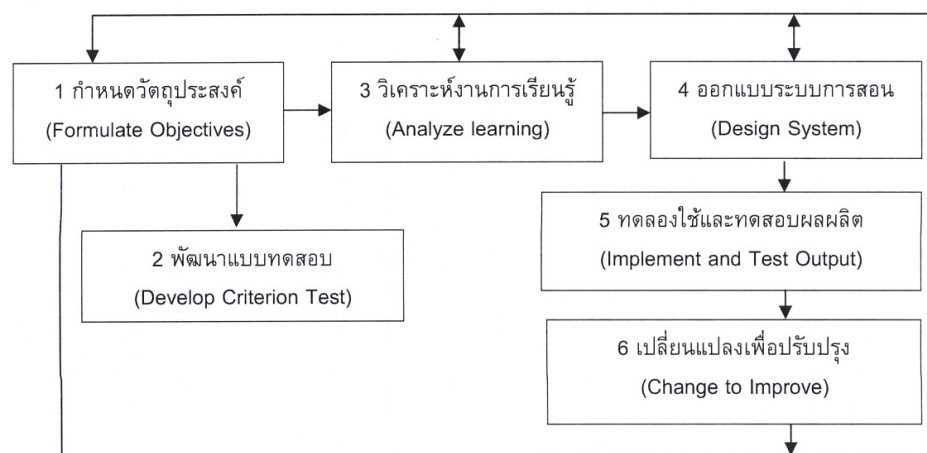 1 กำหนดวัตถุประสงค์
(Formulate Objectives)
3 วิเคราะห์งานการเรียนรู้
(Analyze learning)
4 ออกแบบระบบการสอน
(Design System)
2 พัฒนาแบบทดสอบ
(Develop Criterion Test)
5 ทดลองใช้และทดสอบผลผลิต
(Implement and Test Output)
6 เปลี่ยนแปลงเพื่อปรับปรุง
(Change to Improve)